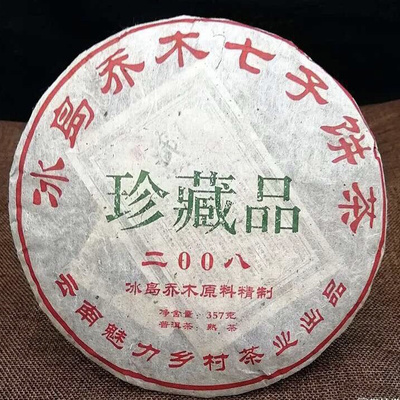 冰岛乔木七子饼茶
珍藏品
二00八
冰岛乔木原料精制
净含量:357克
普洱茶:熟茶
云南魅力乡村茶业出品